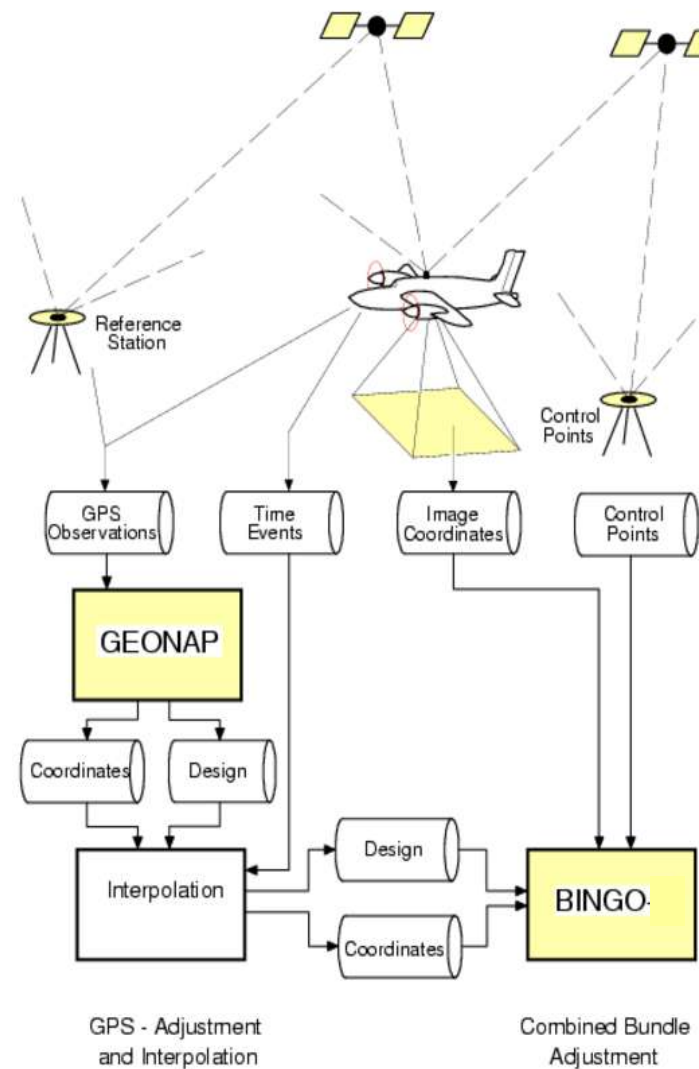 Reference
Station
Control
Points
GPS
Observations
Time
Events
Image
Coordinates
Control
Points
GEONAP
Coordinates
Design
Interpolation
Design
Coordinates
BINGO-
GPS - Adjustment
and Interpolation
Combined Bundle
Adjustment